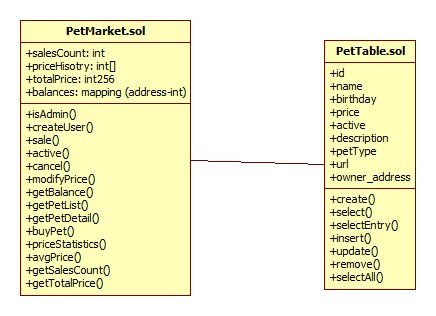 PetMarket.sol
+salesCount: int
+priceHisotry: int[]
+totalPrice: int256
+balances: mapping (address-int)
+isAdmin()
+createUser()
+sale()
+active()
+cancel()
+modifyPrice()
+getBalance()
+getPetList()
+getPetDetail()
+buyPet()
+priceStatistics()
+avgPrice()
+getSalesCount()
+getTotalPrice()
PetTable.sol
+id
+name
+birthday
+price
+active
+description
+petType
+url
+owner_address
+create()
+select()
+selectEntry()
+insert()
+update()
+remove()
+selectAll()